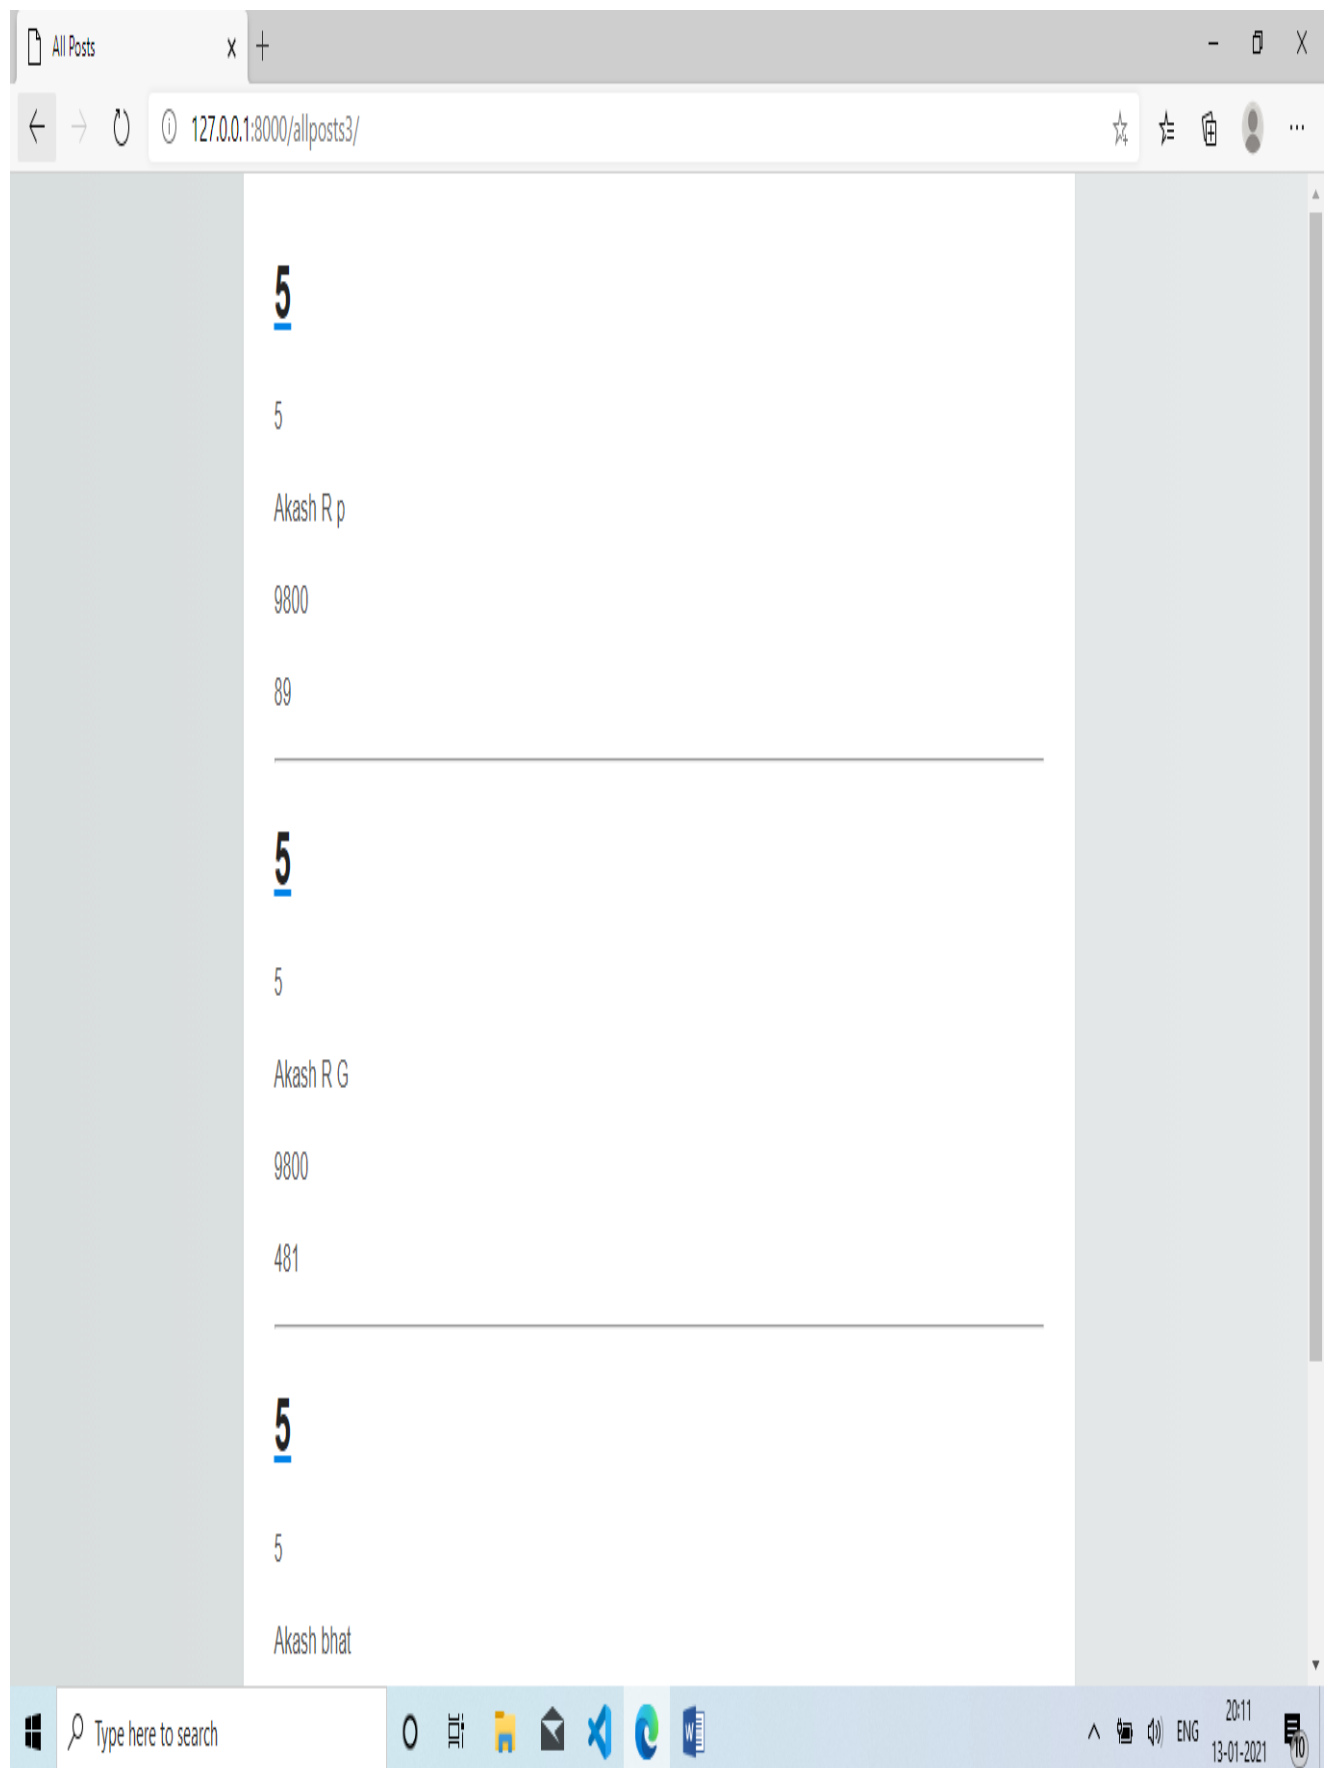 All Posts
127.0.0.1:8000/allposts3/
5
5
Akash R p
9800
89
5
5
Akash R G
9800
481
5
5
Akash bhat
Type here to search
ENG
20:11
13-01-2021
10